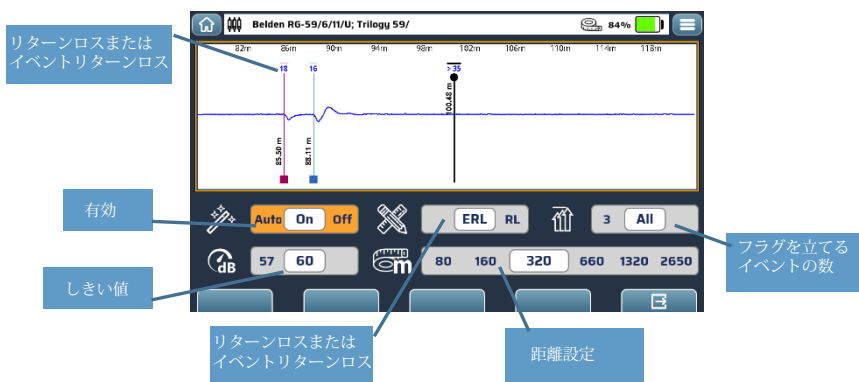 Belden RG-59/6/11/U; Trilogy 59/
84%
リターンロスまたは
イベントリターンロス
82m 86m 90m 94m 98m 102m 106m 110m 114m 118m
18 16 > 35
85.50 m
88.11 m
100.48 m
有効
Auto On Off
ERL RL
3 All
フラグを立てる
イベントの数
dB
57 60
m
80 160 320 660 1320 2650
しきい値
リターンロスまたは
イベントリターンロス
距離設定